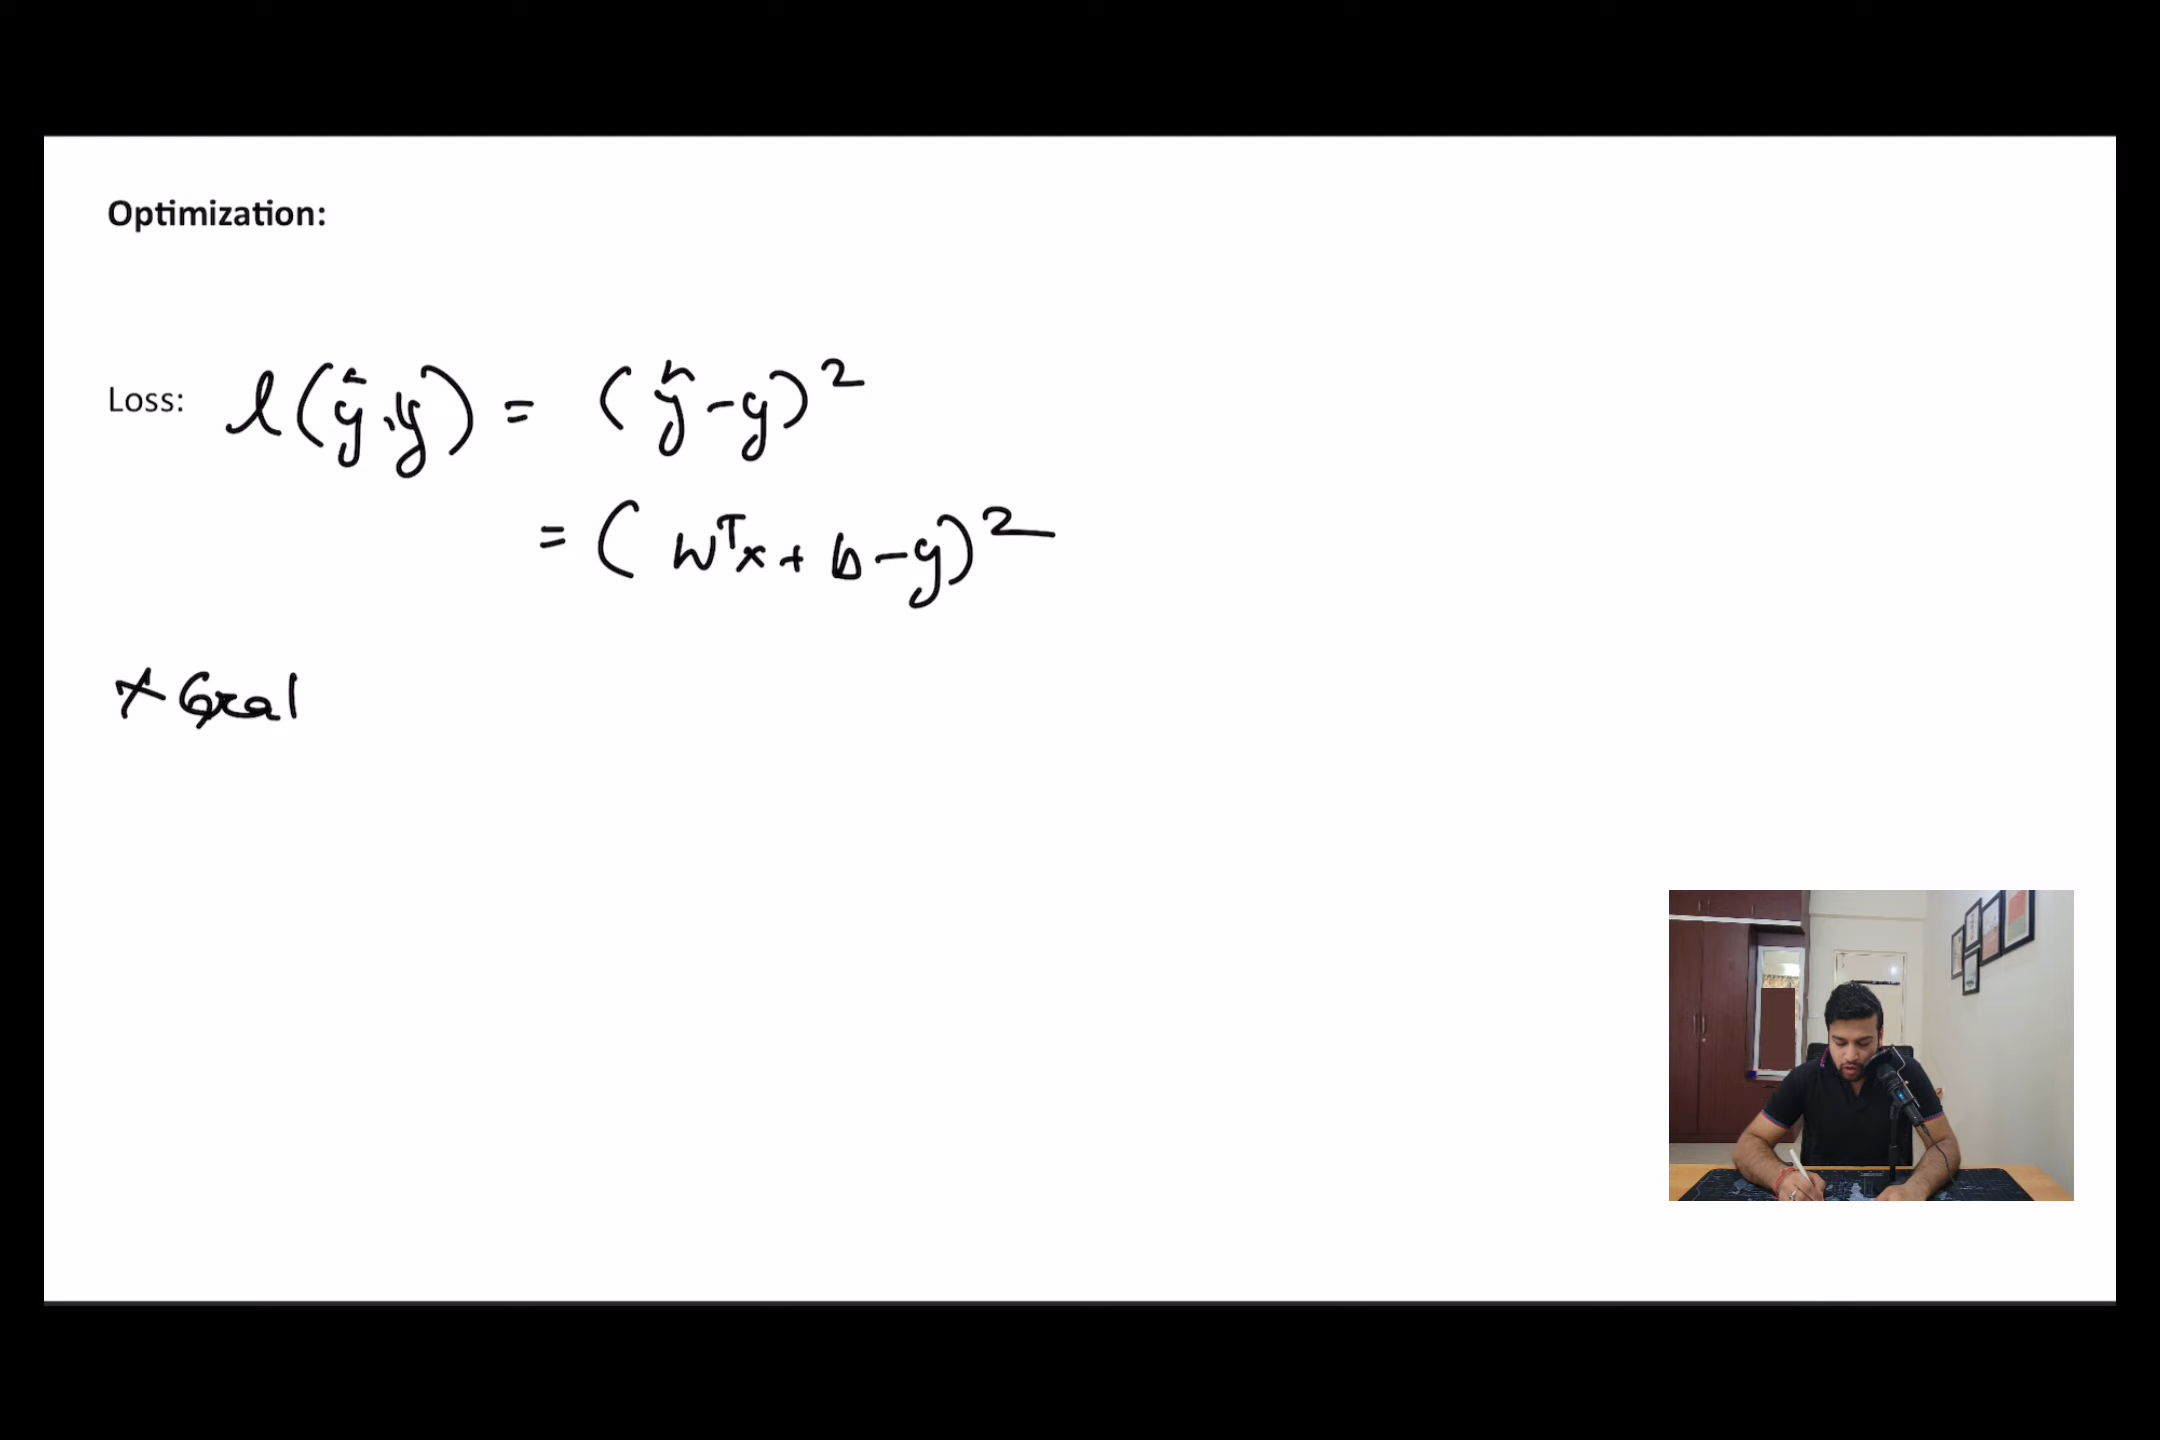 Optimization:
Loss: l(ŷ,y) = (ŷ-y)²
= (wᵀx + b - y)²
* Goal